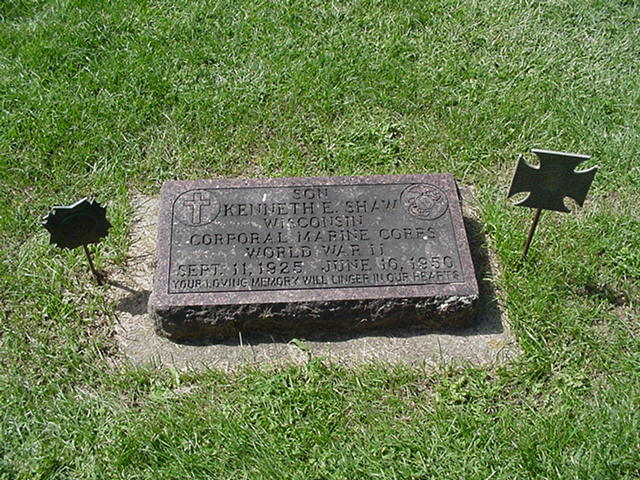 SON
KENNETH E. SHAW
WISCONSIN
CORPORAL MARINE CORPS
WORLD WAR II
SEPT. 11, 1925 JUNE 10, 1950
YOUR LOVING MEMORY WILL LINGER IN OUR HEARTS